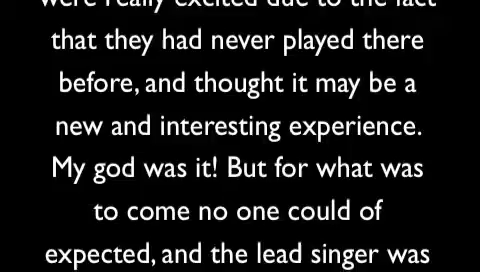 were really excited due to the fact
that they had never played there
before, and thought it may be a
new and interesting experience.
My god was it! But for what was
to come no one could of
expected, and the lead singer was